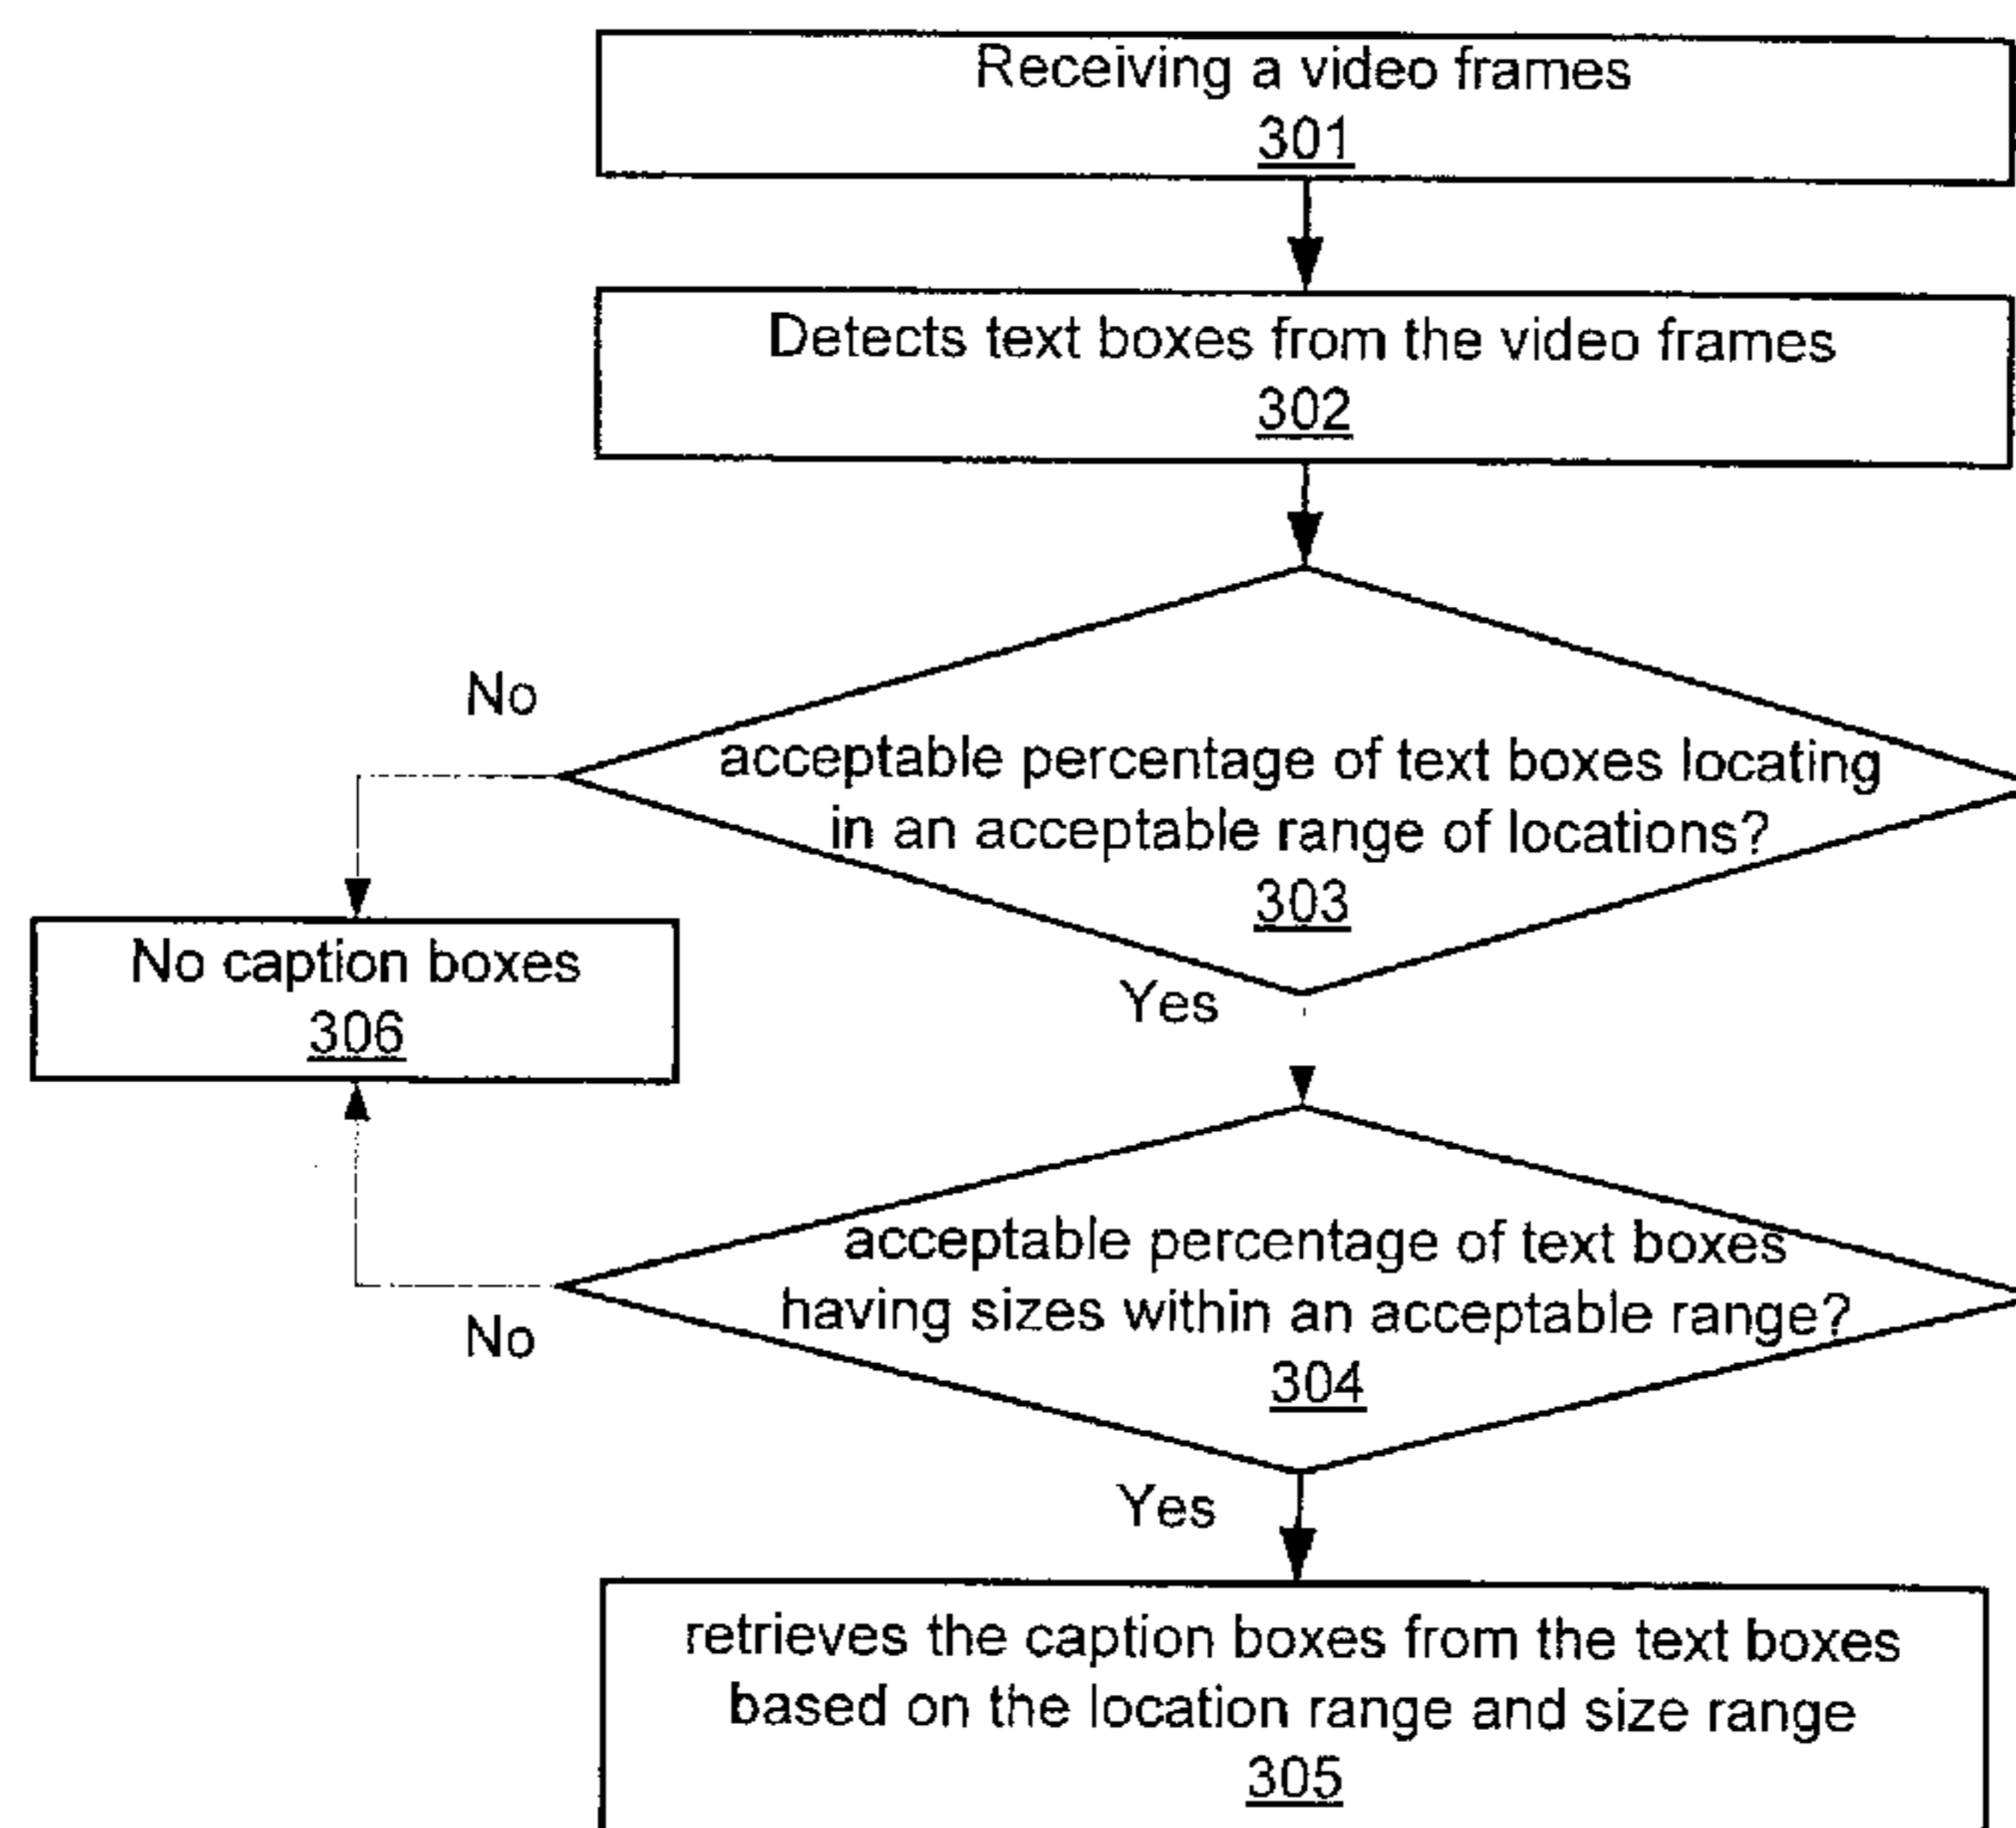 Receiving a video frames
301
Detects text boxes from the video frames
302
No
acceptable percentage of text boxes locating
in an acceptable range of locations?
303
No caption boxes
306
Yes
acceptable percentage of text boxes
having sizes within an acceptable range?
304
No
Yes
retrieves the caption boxes from the text boxes
based on the location range and size range
305